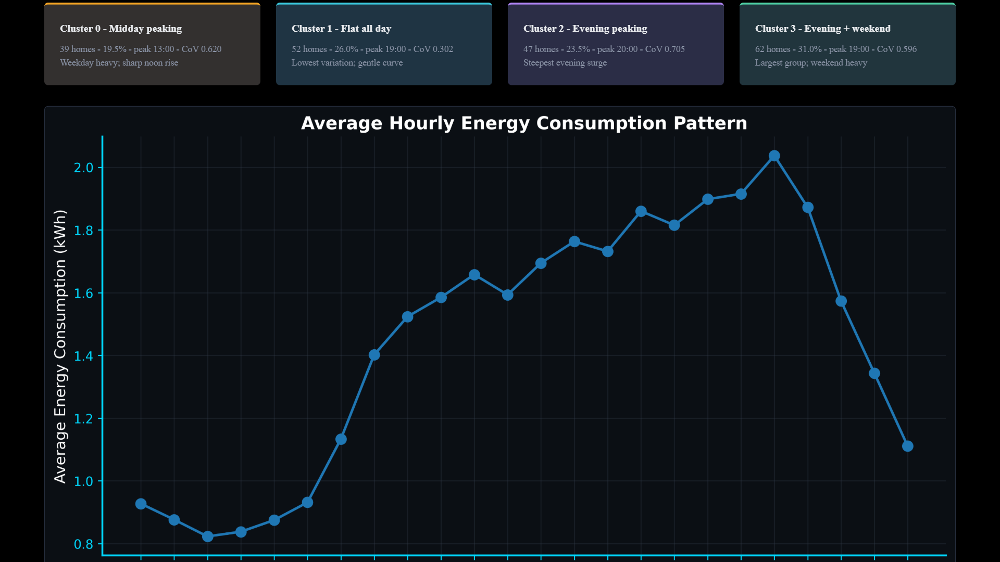 Cluster 0 - Midday peaking
39 homes - 19.5% - peak 13:00 - CoV 0.620
Weekday heavy; sharp noon rise
Cluster 1 - Flat all day
52 homes - 26.0% - peak 19:00 - CoV 0.302
Lowest variation; gentle curve
Cluster 2 - Evening peaking
47 homes - 23.5% - peak 20:00 - CoV 0.705
Steepest evening surge
Cluster 3 - Evening + weekend
62 homes - 31.0% - peak 19:00 - CoV 0.596
Largest group; weekend heavy
Average Hourly Energy Consumption Pattern
Average Energy Consumption (kWh)
2.0
1.8
1.6
1.4
1.2
1.0
0.8